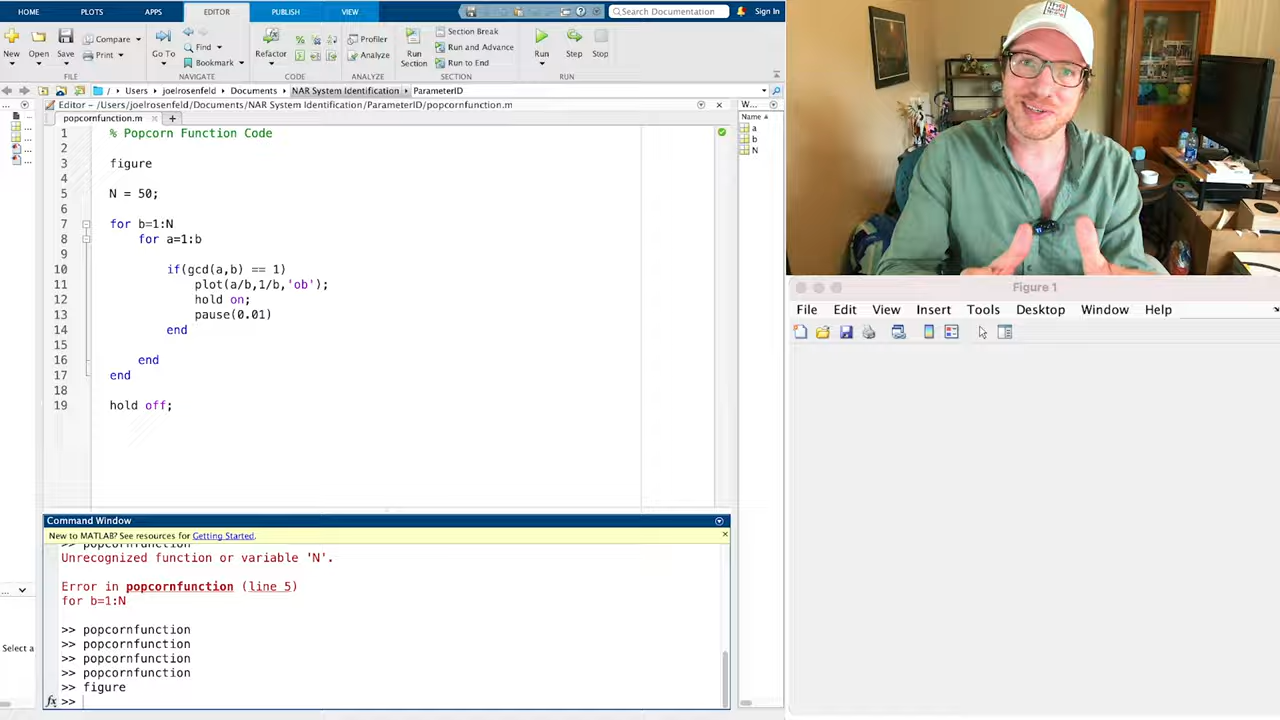 HOME PLOTS APPS EDITOR PUBLISH VIEW Search Documentation Sign In
New Open Save Compare Print Go To Find Bookmark Refactor Profiler Analyze Run Section Section Break Run and Advance Run to End Run Step Stop
FILE NAVIGATE CODE ANALYZE SECTION RUN
/ Users joelrosenfeld Documents NAR System Identification ParameterID
... Editor - /Users/joelrosenfeld/Documents/NAR System Identification/ParameterID/popcornfunction.m W...
popcornfunction.m + Name
a
b
N
1 % Popcorn Function Code
2
3 figure
4
5 N = 50;
6
7 for b=1:N
8 for a=1:b
9
10 if(gcd(a,b) == 1)
11 plot(a/b,1/b,'ob');
12 hold on;
13 pause(0.01)
14 end
15
16 end
17 end
18
19 hold off;
Command Window
New to MATLAB? See resources for Getting Started.
>> popcornfunction
Unrecognized function or variable 'N'.
Error in popcornfunction (line 5)
for b=1:N
>> popcornfunction
>> popcornfunction
>> popcornfunction
>> popcornfunction
>> figure
fx >>
Select a
Figure 1
File Edit View Insert Tools Desktop Window Help